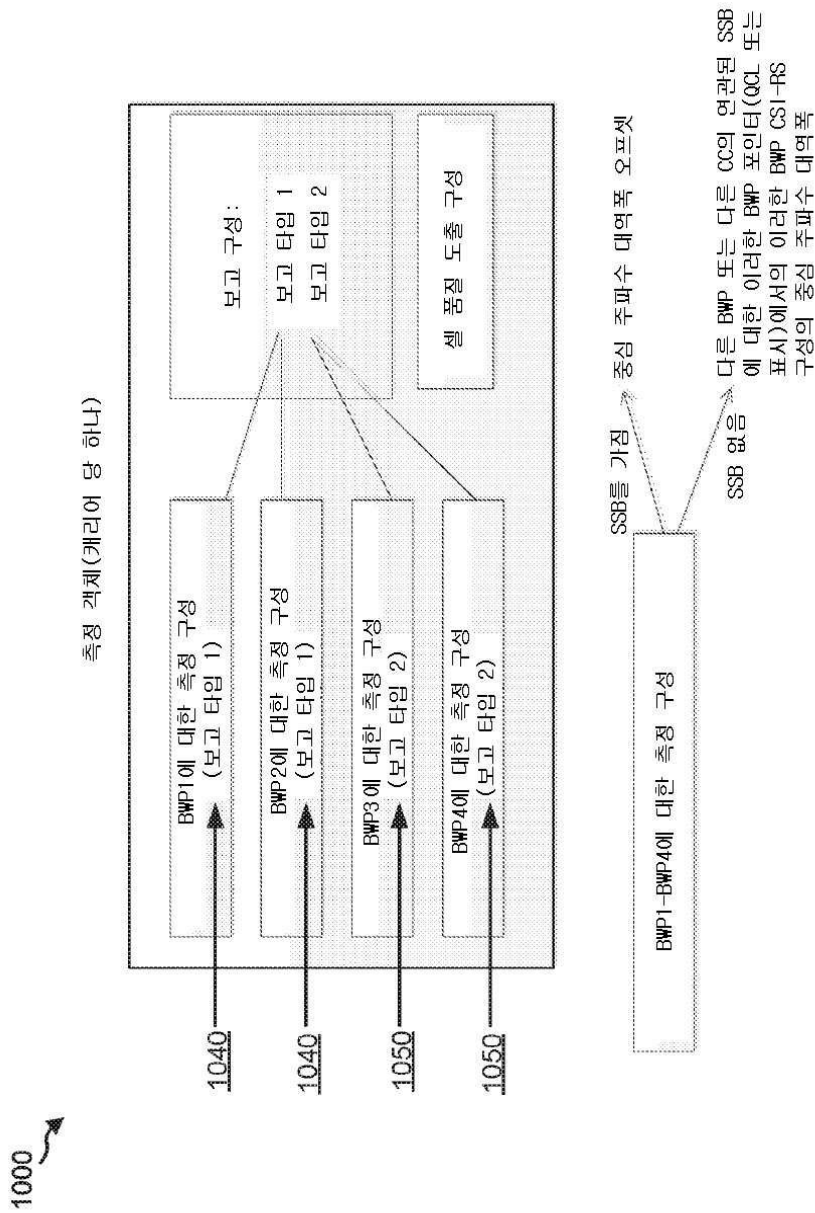 1000
측정 객체(캐리어 당 하나)
1040
BWP1에 대한 측정 구성
(보고 타입 1)
1040
BWP2에 대한 측정 구성
(보고 타입 1)
1050
BWP3에 대한 측정 구성
(보고 타입 2)
1050
BWP4에 대한 측정 구성
(보고 타입 2)
보고 구성:
보고 타입 1
보고 타입 2
셀 품질 도출 구성
BWP1-BWP4에 대한 측정 구성
SSB를 가짐
중심 주파수 대역폭 오프셋
SSB 없음
다른 BWP 또는 다른 CC의 연관된 SSB
에 대한 이러한 BWP 포인터(QCL 또는
표시)에서의 이러한 BWP CSI-RS
구성의 중심 주파수 대역폭